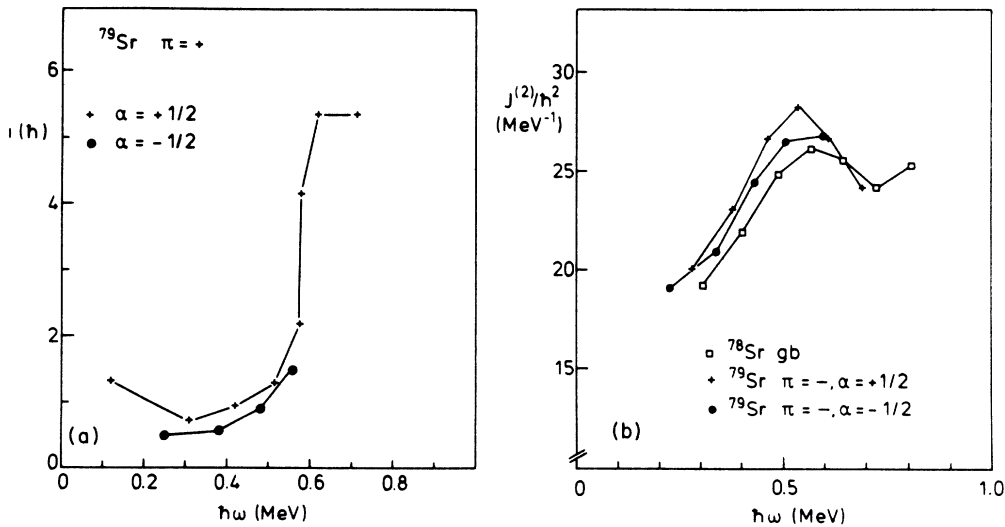 ⁷⁹Sr π = +
6
i (ħ)
+ α = +1/2
● α = -1/2
4
2
(a)
0
0 0.2 0.4 0.6 0.8
ħω (MeV)
30
J⁽²⁾/ħ²
(MeV⁻¹)
25
20
15
□ ⁷⁸Sr gb
+ ⁷⁹Sr π = -, α = +1/2
● ⁷⁹Sr π = -, α = -1/2
(b)
0 0.5 1.0
ħω (MeV)